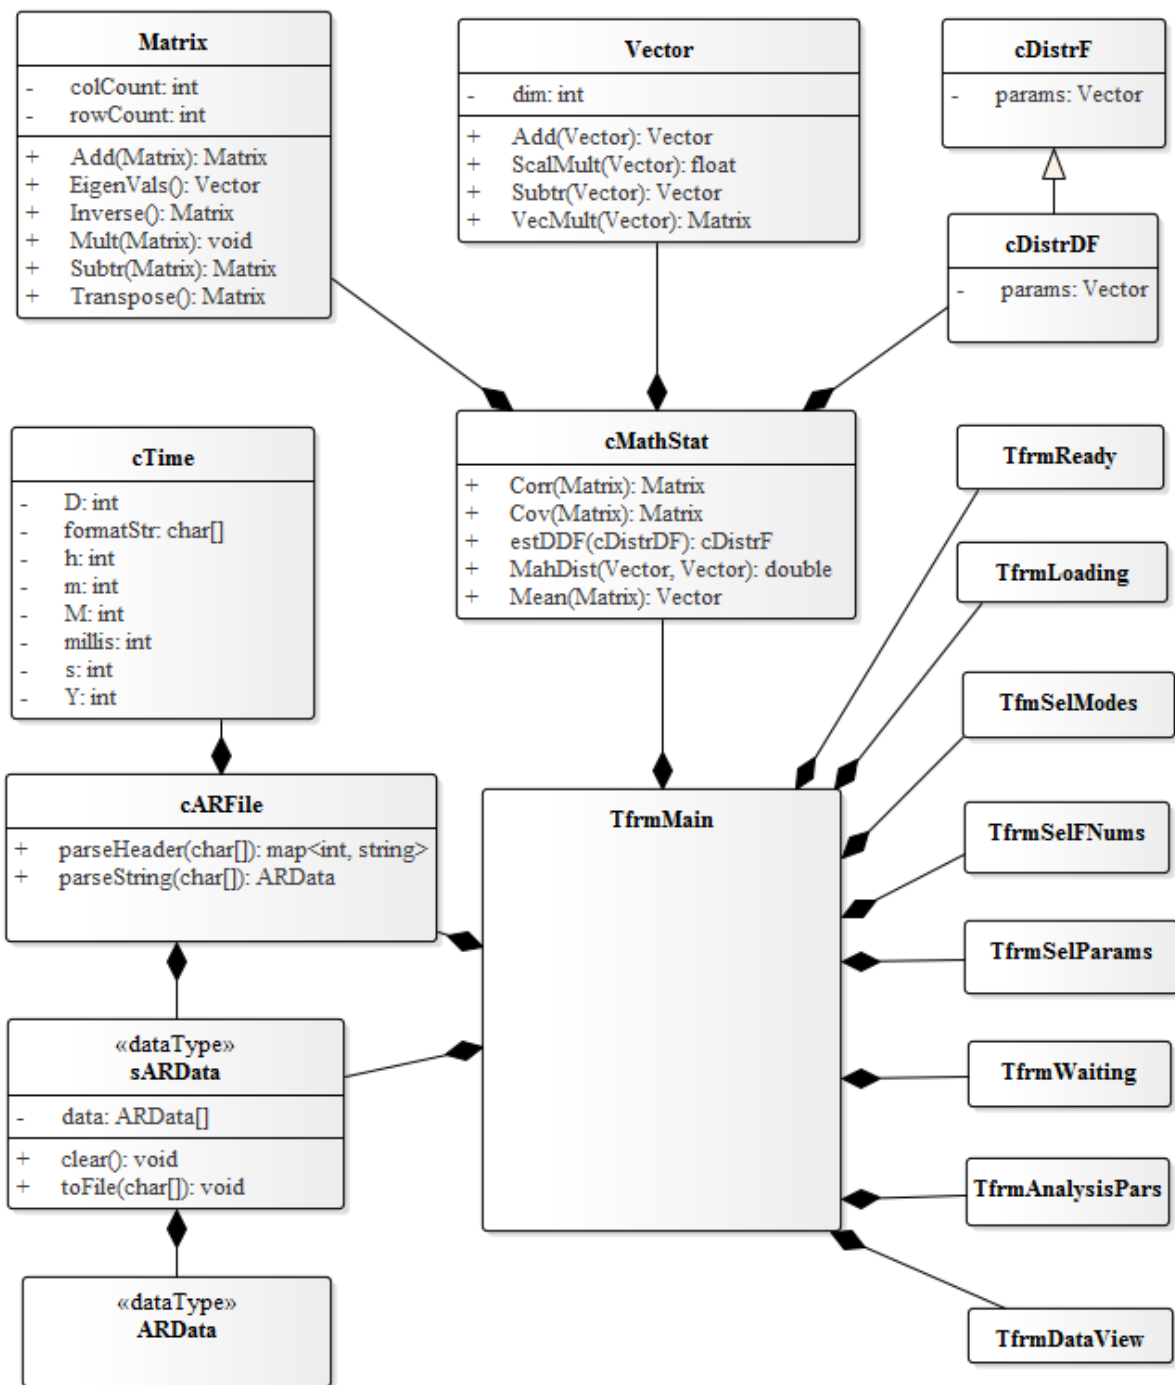 Matrix
- colCount: int
- rowCount: int
+ Add(Matrix): Matrix
+ EigenVals(): Vector
+ Inverse(): Matrix
+ Mult(Matrix): void
+ Subtr(Matrix): Matrix
+ Transpose(): Matrix
Vector
- dim: int
+ Add(Vector): Vector
+ ScalMult(Vector): float
+ Subtr(Vector): Vector
+ VecMult(Vector): Matrix
cDistrF
- params: Vector
cDistrDF
- params: Vector
cTime
- D: int
- formatStr: char[]
- h: int
- m: int
- M: int
- millis: int
- s: int
- Y: int
cMathStat
+ Corr(Matrix): Matrix
+ Cov(Matrix): Matrix
+ estDDF(cDistrDF): cDistrF
+ MahDist(Vector, Vector): double
+ Mean(Matrix): Vector
TfrmReady
TfrmLoading
TfmSelModes
TfrmSelFNums
TfrmSelParams
TfrmWaiting
TfrmAnalysisPars
TfrmDataView
TfrmMain
cARFile
+ parseHeader(char[]): map<int, string>
+ parseString(char[]): ARData
«dataType»
sARData
- data: ARData[]
+ clear(): void
+ toFile(char[]): void
«dataType»
ARData